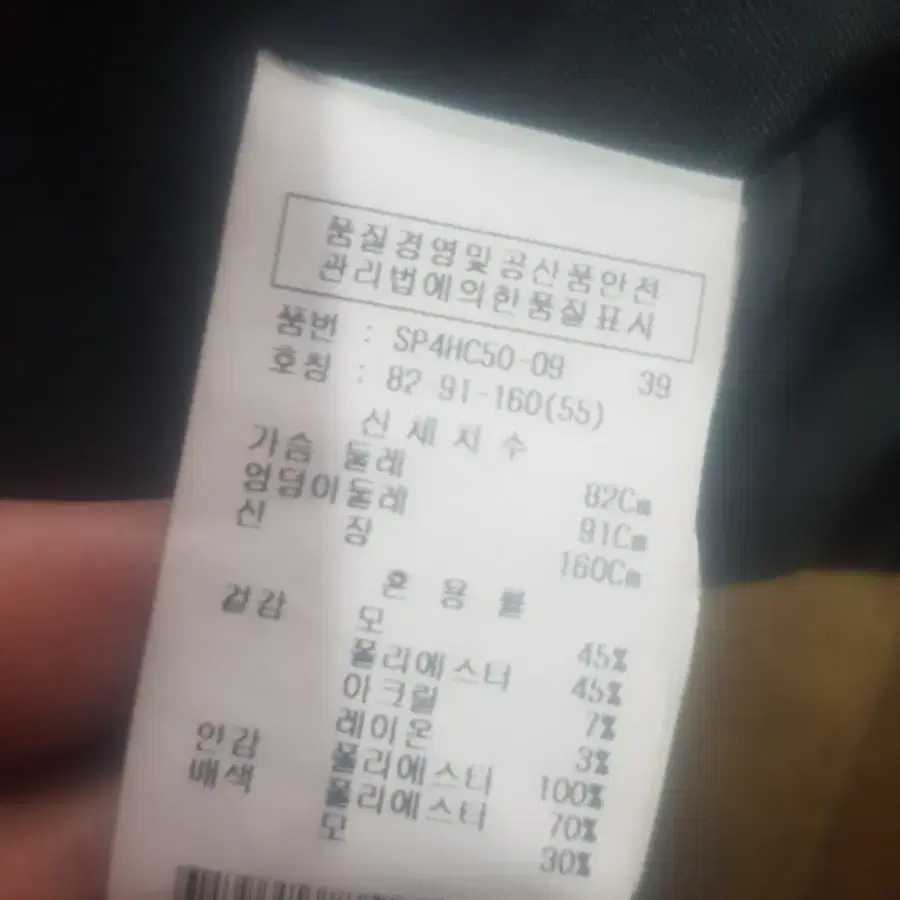 품질경영및공산품안전
관리법에의한품질표시
품번 : SP4HC50-09 39
호칭 : 82 91-160(55)
신 체 치 수
가슴 둘레 82Cm
엉덩이둘레 91Cm
신 장 160Cm
혼 용 률
겉감 모 45%
폴리에스터 45%
아크릴 7%
레이온 3%
안감 폴리에스터 100%
배색 폴리에스터 70%
모 30%